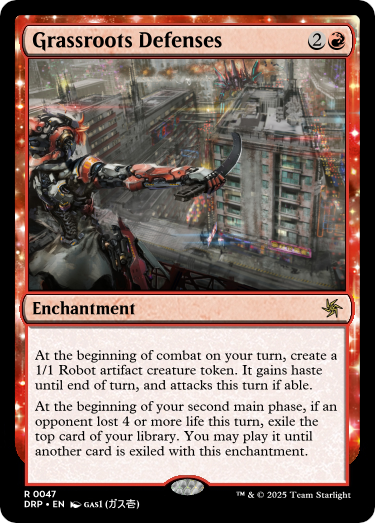 Grassroots Defenses 2
Enchantment
At the beginning of combat on your turn, create a
1/1 Robot artifact creature token. It gains haste
until end of turn, and attacks this turn if able.
At the beginning of your second main phase, if an
opponent lost 4 or more life this turn, exile the
top card of your library. You may play it until
another card is exiled with this enchantment.
R 0047
DRP • EN GAS1 (ガス壱)
™ & © 2025 Team Starlight